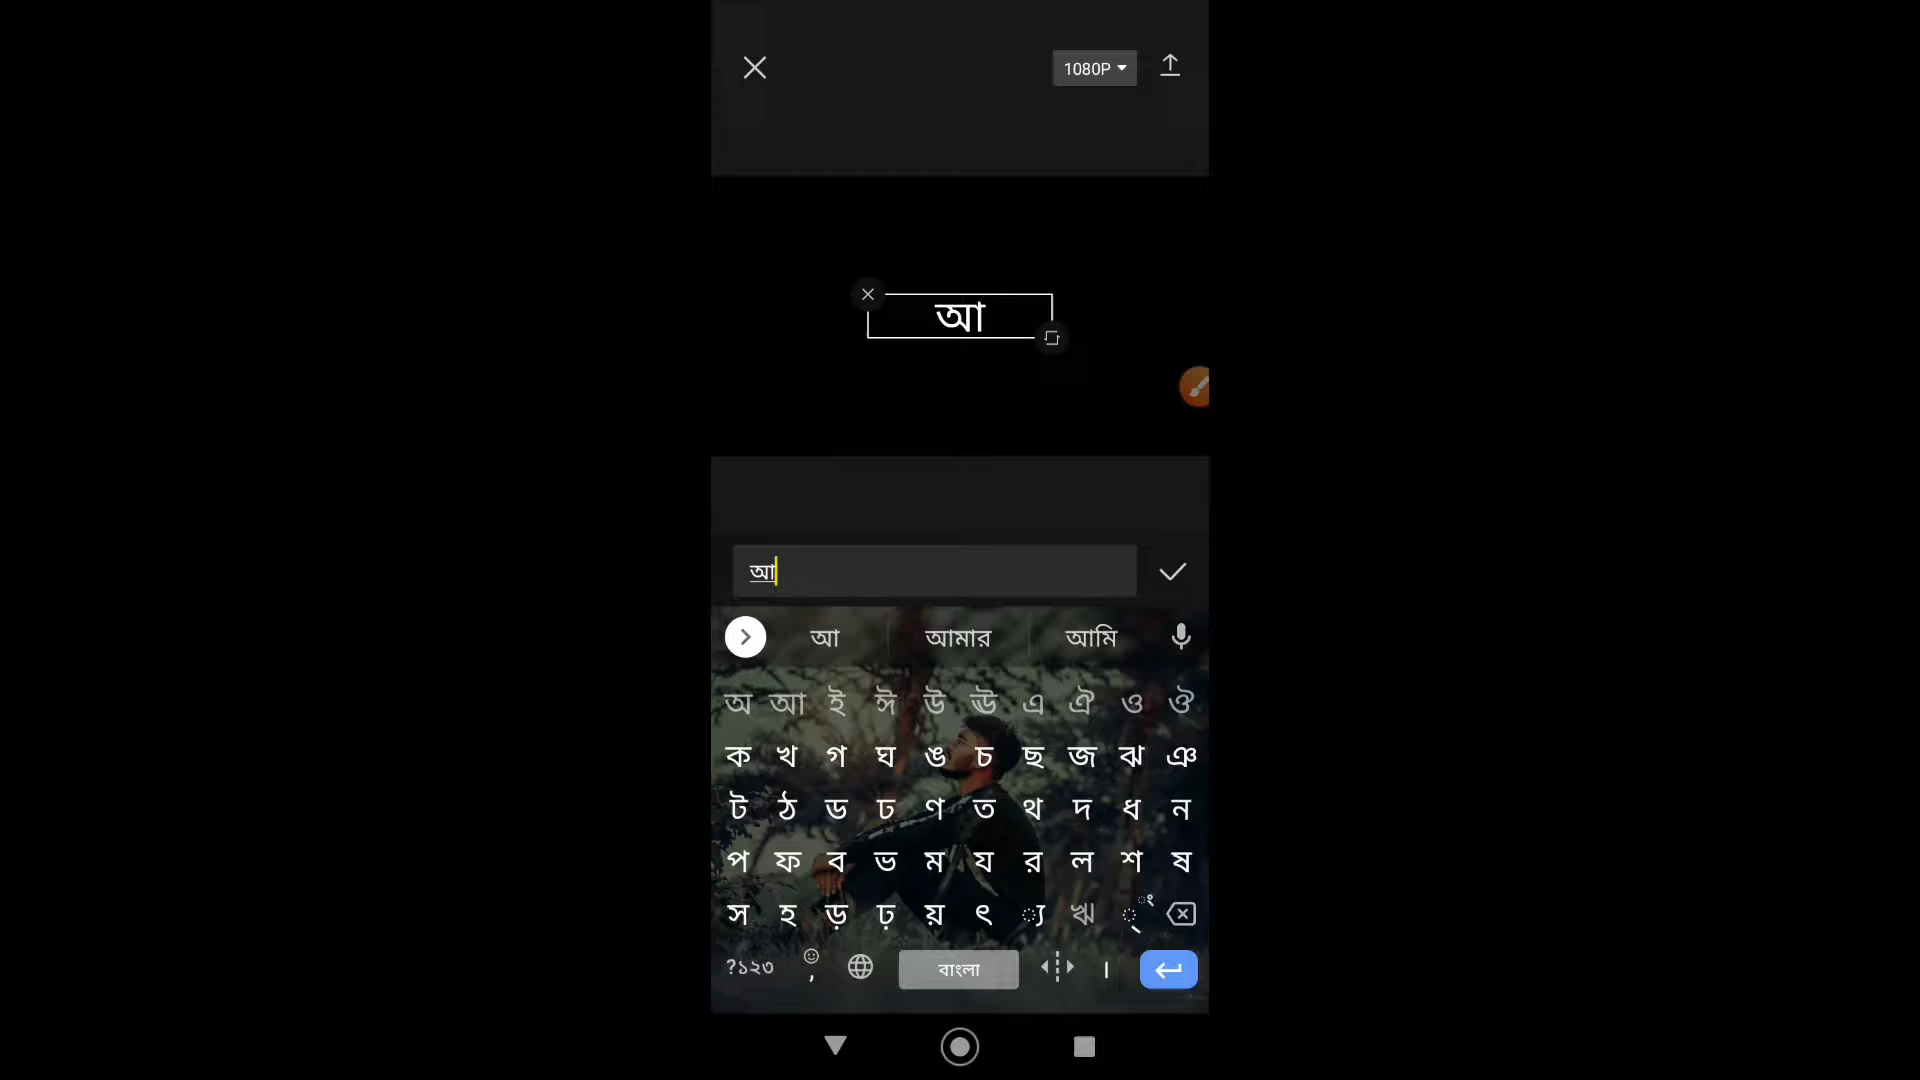 1080P
আ
আ
আ আমার আমি
অ আ ই ঈ উ ঊ এ ঐ ও ঔ
ক খ গ ঘ ঙ চ ছ জ ঝ ঞ
ট ঠ ড ঢ ণ ত থ দ ধ ন
প ফ ব ভ ম য র ল শ ষ
স হ ড় ঢ় য় ৎ ্য ঋ ্ ং
?১২৩ , বাংলা ।